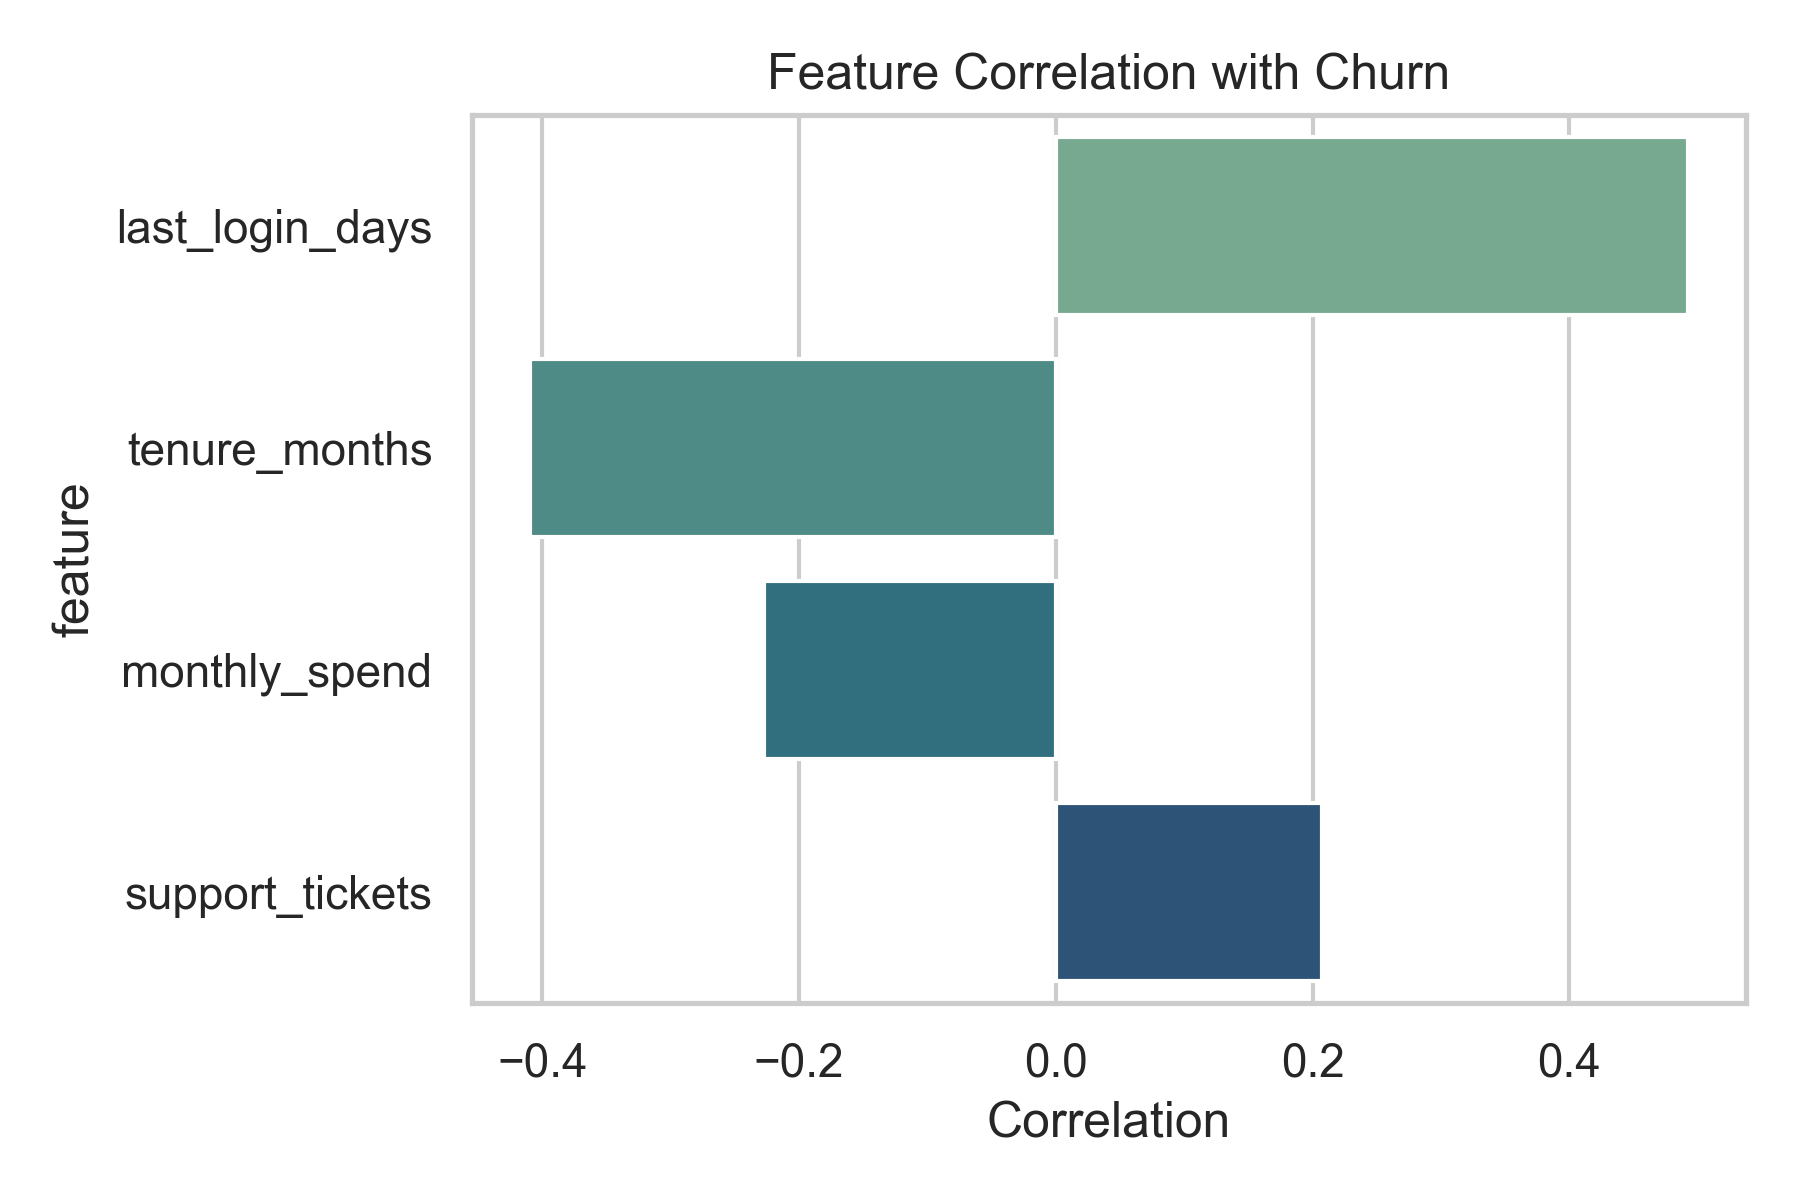 Feature Correlation with Churn
last_login_days
tenure_months
monthly_spend
support_tickets
feature
−0.4 −0.2 0.0 0.2 0.4
Correlation